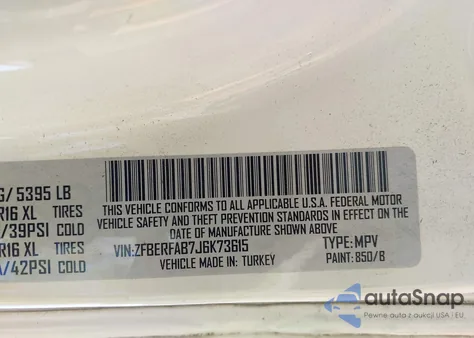 G/ 5395 LB
R16 XL TIRES
/39PSI COLD
R16 XL TIRES
/42PSI COLD
THIS VEHICLE CONFORMS TO ALL APPLICABLE U.S.A. FEDERAL MOTOR
VEHICLE SAFETY AND THEFT PREVENTION STANDARDS IN EFFECT ON THE
DATE OF MANUFACTURE SHOWN ABOVE
VIN:ZFBERFAB7J6K73615 TYPE: MPV
VEHICLE MADE IN: TURKEY PAINT: 850/B
autoSnap
Pewne auto z aukcji USA i EU